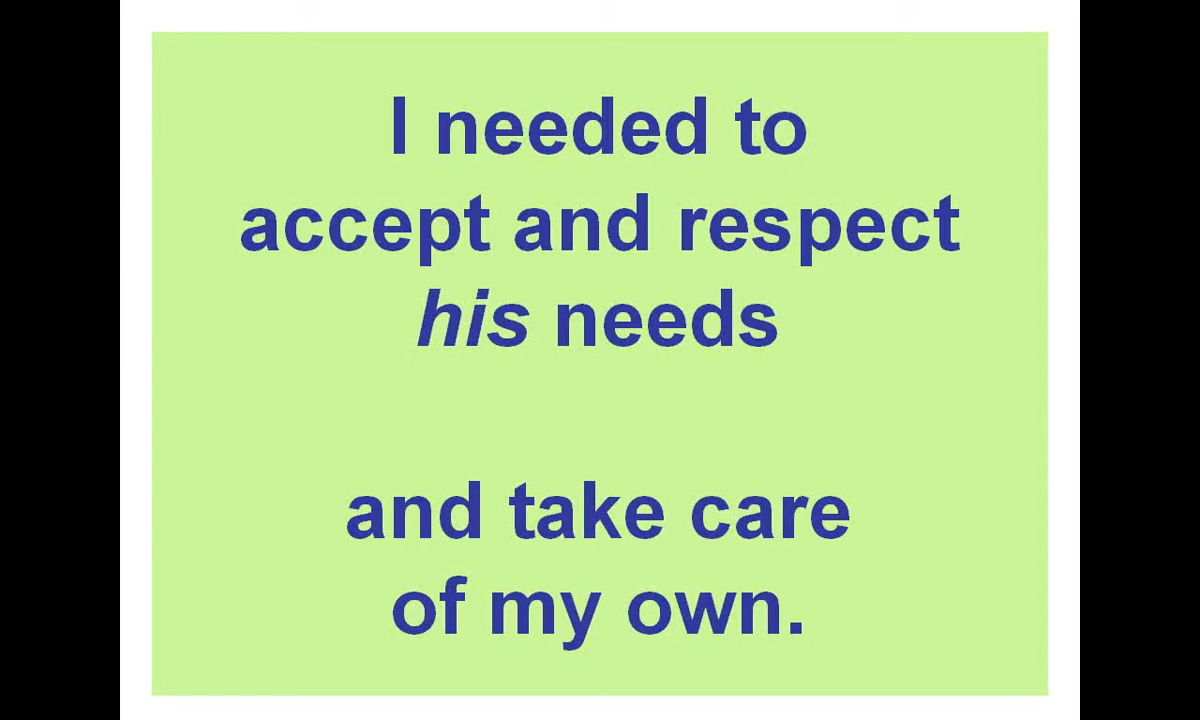 I needed to
accept and respect
his needs
and take care
of my own.